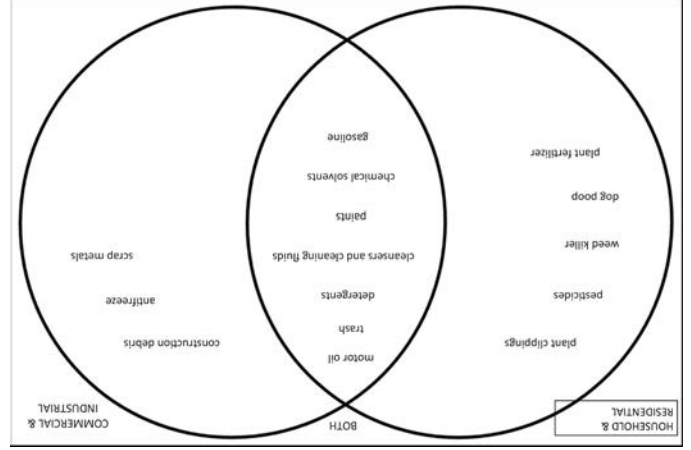 HOUSEHOLD &
RESIDENTIAL
BOTH
COMMERCIAL &
INDUSTRIAL
plant clippings
pesticides
weed killer
dog poop
plant fertilizer
motor oil
trash
detergents
cleansers and cleaning fluids
paints
chemical solvents
gasoline
construction debris
antifreeze
scrap metals